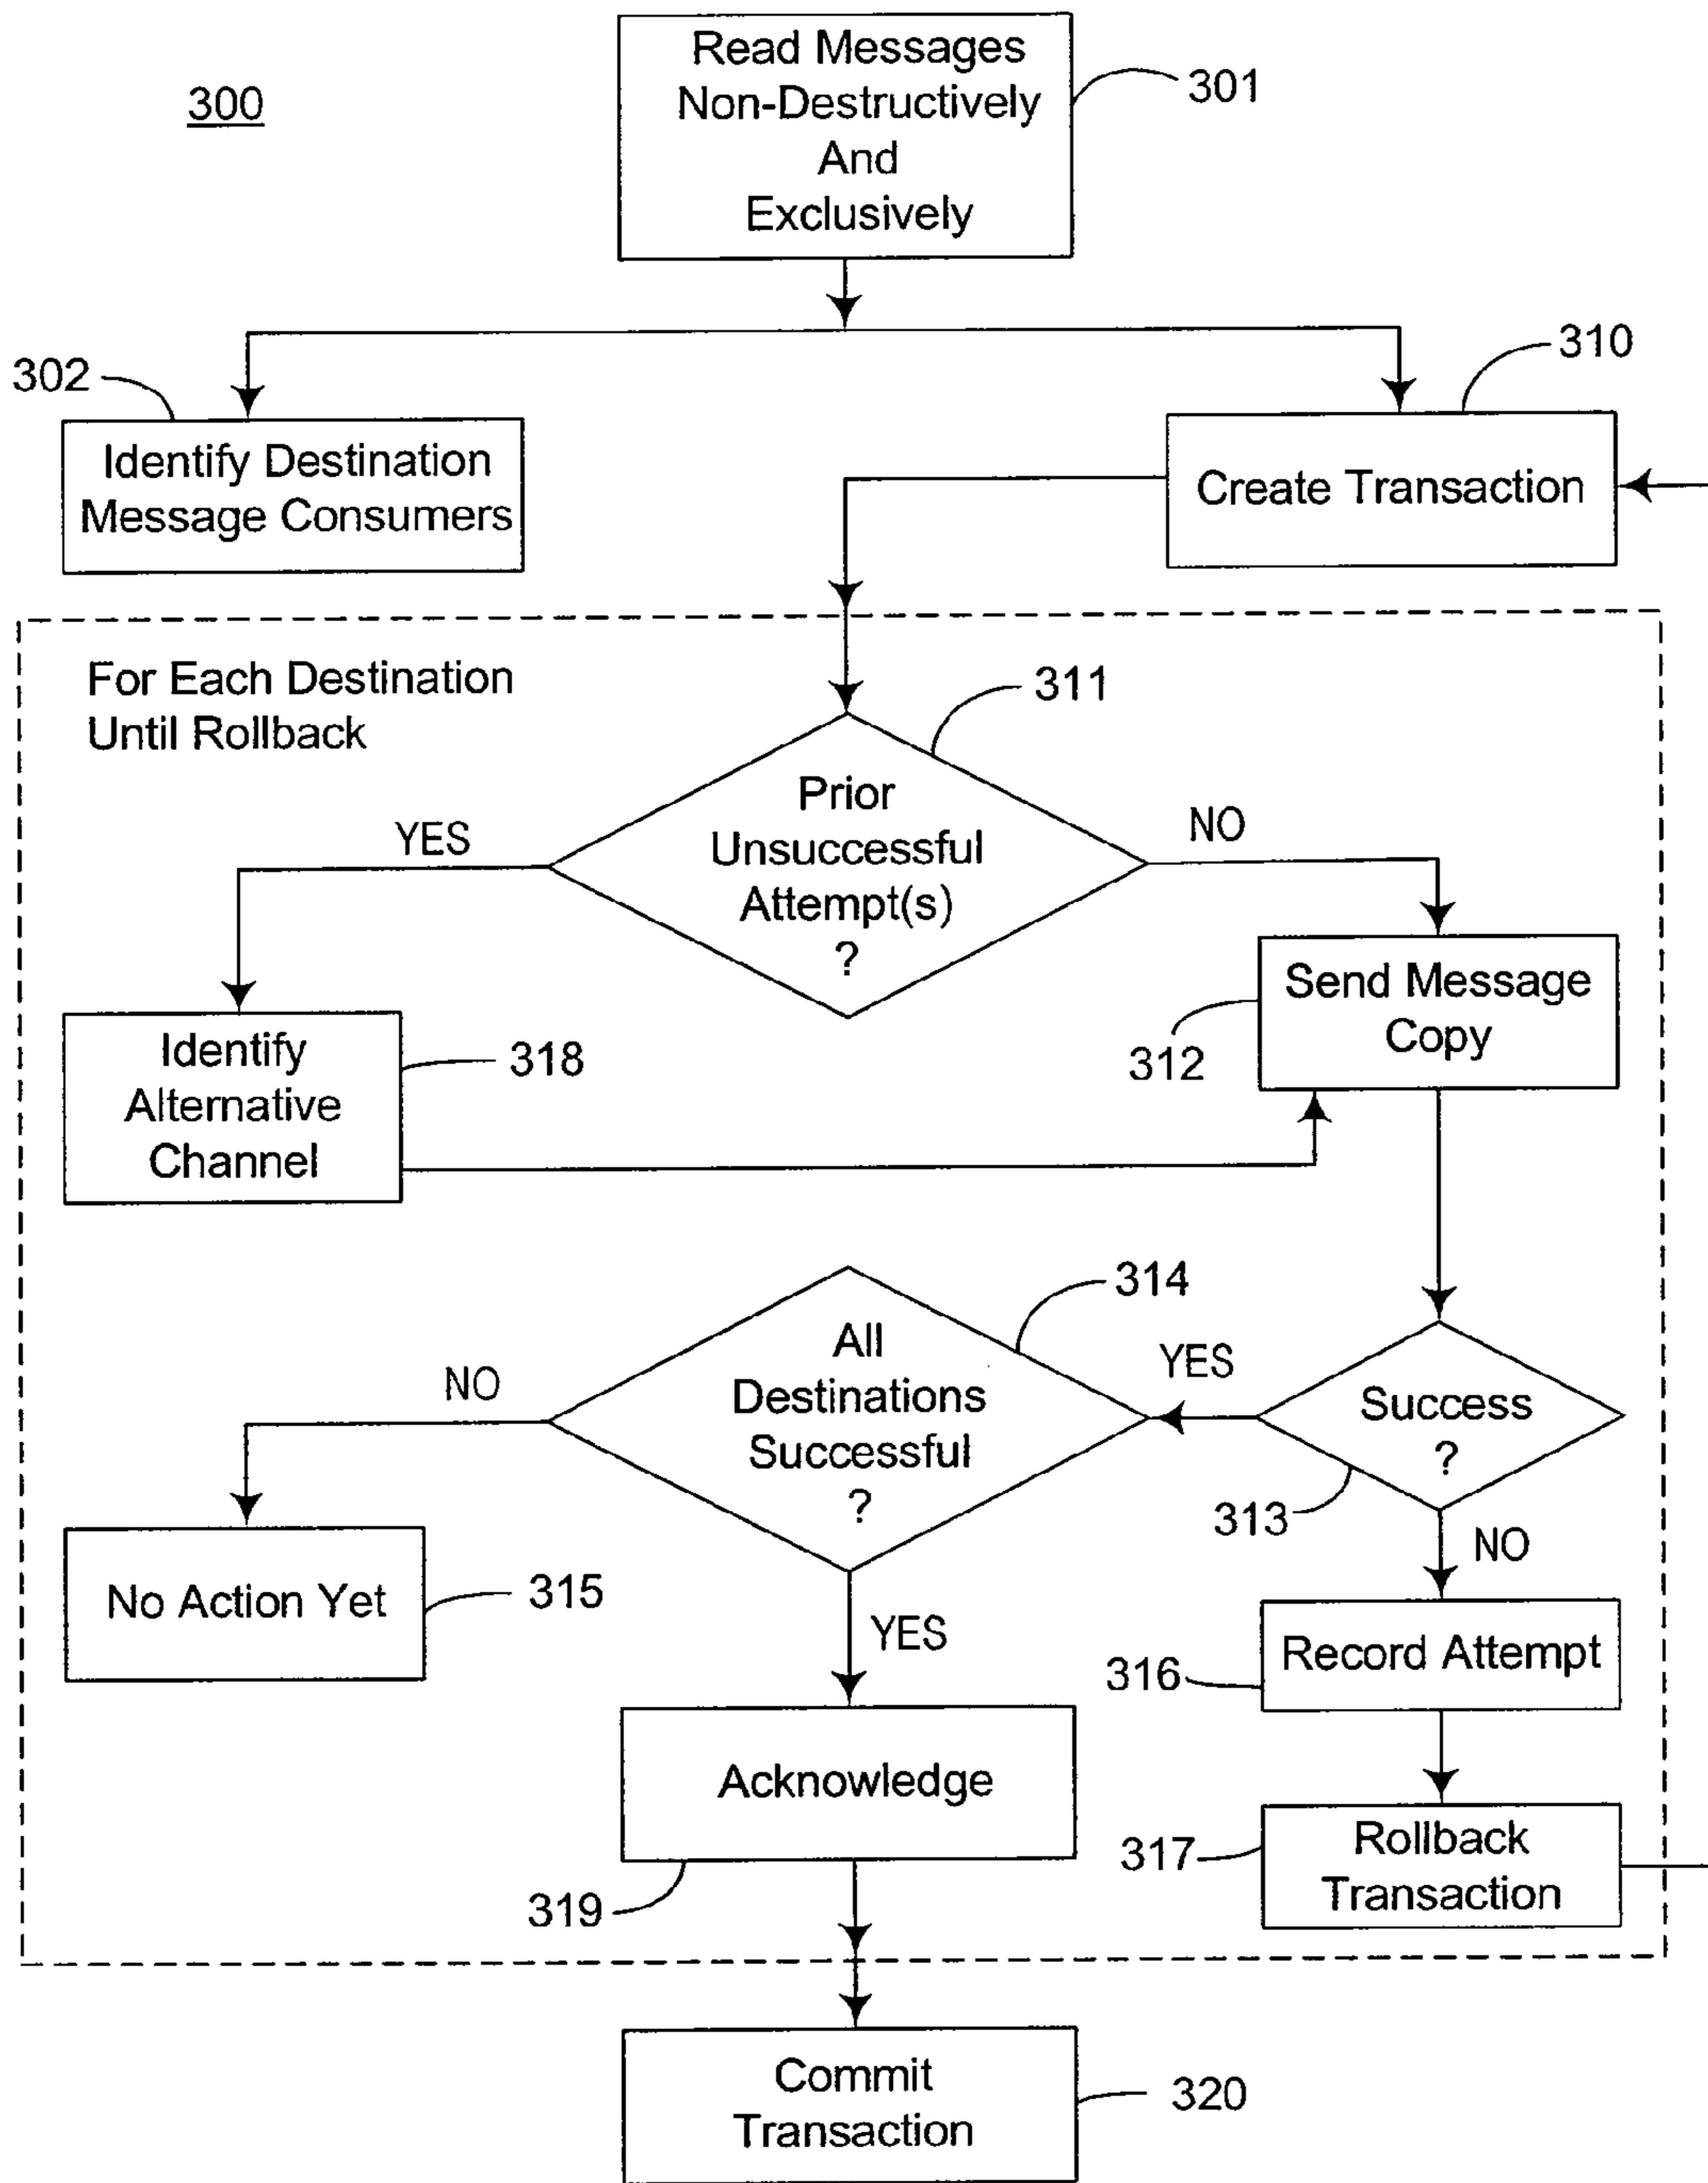 300
Read Messages
Non-Destructively
And
Exclusively
301
302
310
Identify Destination
Message Consumers
Create Transaction
For Each Destination
Until Rollback
311
Prior
Unsuccessful
Attempt(s)
?
YES
NO
Identify
Alternative
Channel
318
Send Message
Copy
312
314
All
Destinations
Successful
?
YES
NO
Success
?
313
NO
No Action Yet
315
YES
Record Attempt
316
Acknowledge
319
Rollback
Transaction
317
Commit
Transaction
320